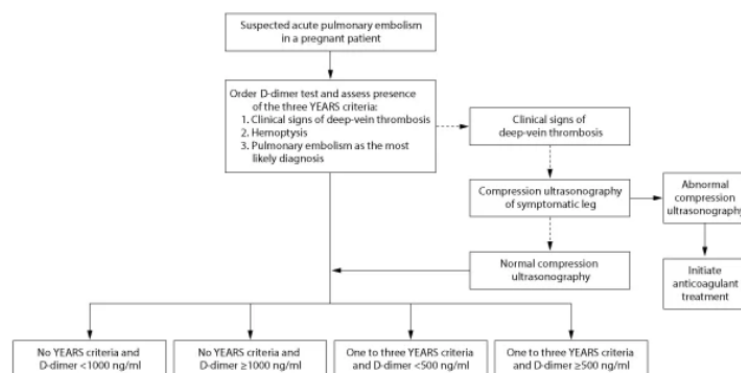 Suspected acute pulmonary embolism
in a pregnant patient
Order D-dimer test and assess presence
of the three YEARS criteria:
1. Clinical signs of deep-vein thrombosis
2. Hemoptysis
3. Pulmonary embolism as the most
likely diagnosis
Clinical signs of
deep-vein thrombosis
Compression ultrasonography
of symptomatic leg
Abnormal
compression
ultrasonography
Normal compression
ultrasonography
Initiate
anticoagulant
treatment
No YEARS criteria and
D-dimer <1000 ng/ml
No YEARS criteria and
D-dimer ≥1000 ng/ml
One to three YEARS criteria
and D-dimer <500 ng/ml
One to three YEARS criteria
and D-dimer ≥500 ng/ml